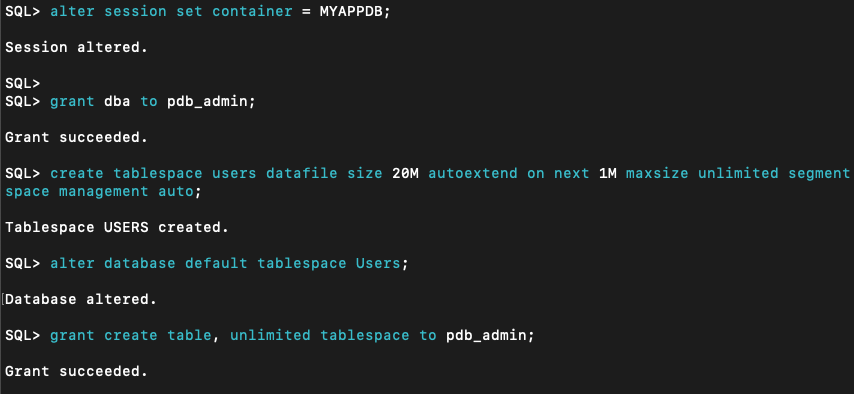 SQL> alter session set container = MYAPPDB;
Session altered.
SQL>
SQL> grant dba to pdb_admin;
Grant succeeded.
SQL> create tablespace users datafile size 20M autoextend on next 1M maxsize unlimited segment
space management auto;
Tablespace USERS created.
SQL> alter database default tablespace Users;
Database altered.
SQL> grant create table, unlimited tablespace to pdb_admin;
Grant succeeded.